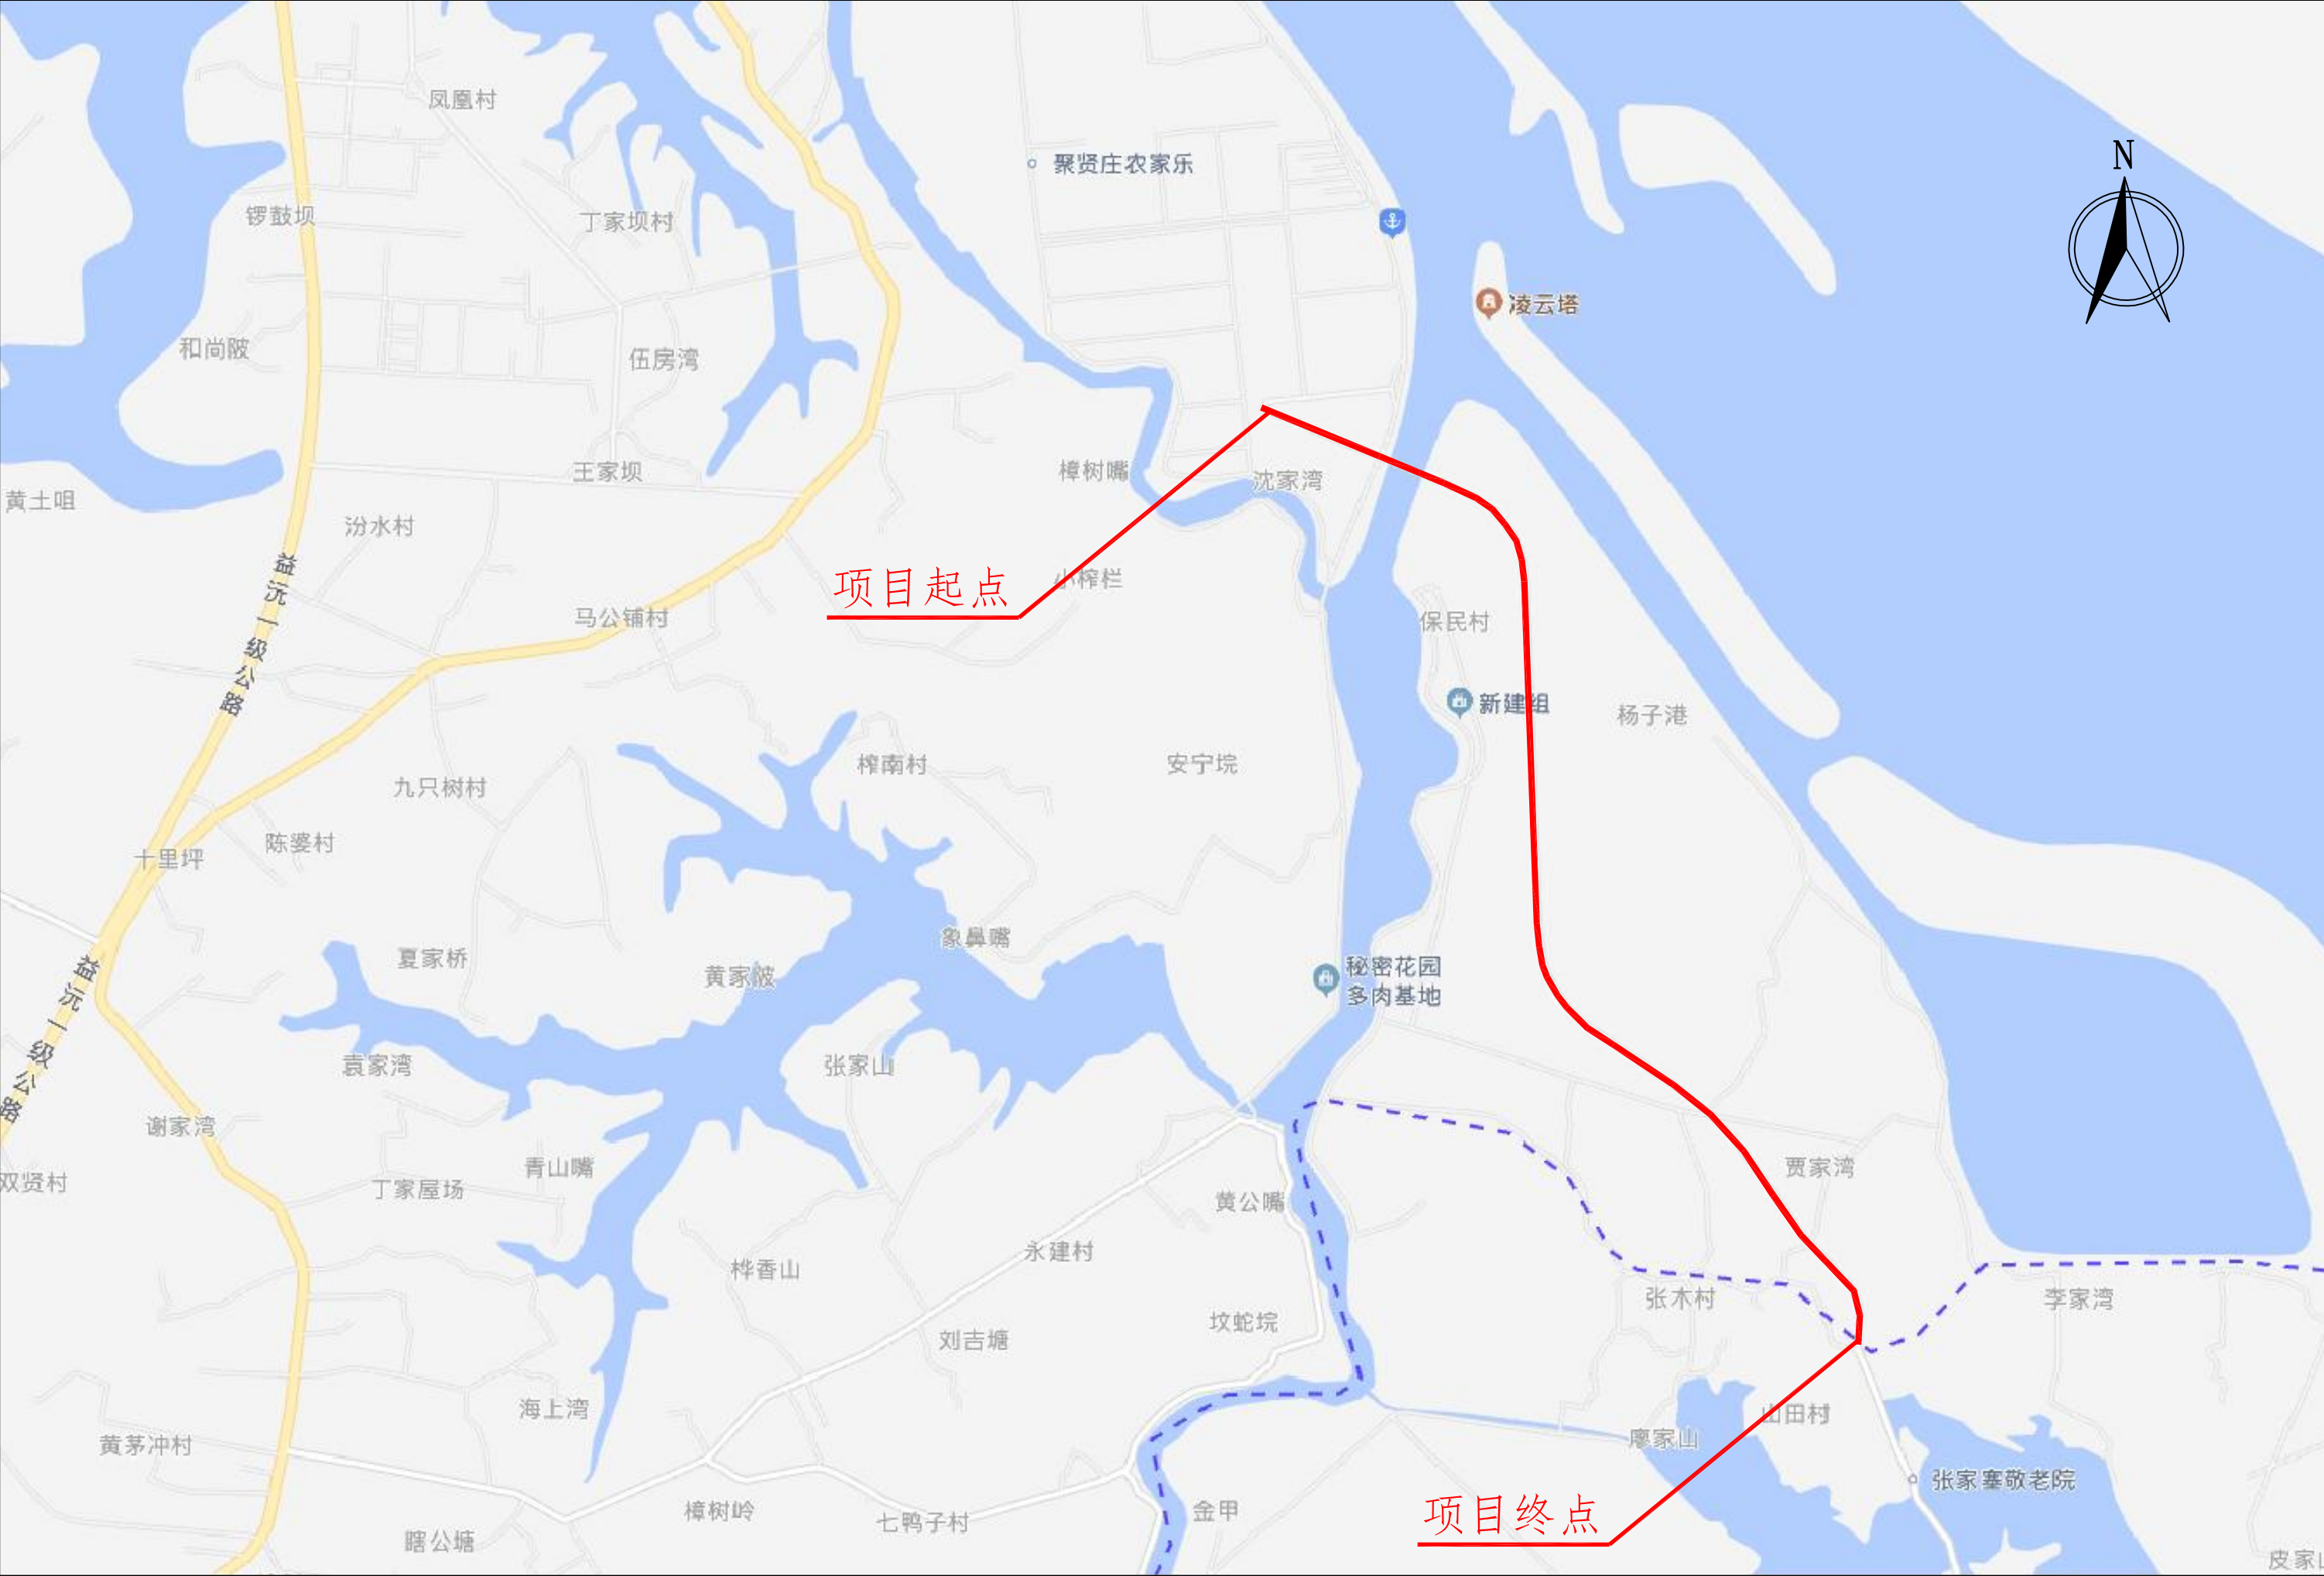 凤凰村
N
聚贤庄农家乐
锣鼓坝
丁家坝村
凌云塔
和尚陂
伍房湾
王家坝
樟树嘴
沈家湾
黄土咀
汾水村
益沅一级公路
项目起点
小榨栏
马公铺村
保民村
新建组
杨子港
榨南村
安宁垸
九只树村
陈婆村
十里坪
象鼻嘴
夏家桥
黄家陂
秘密花园
多肉基地
益沅一级公路
袁家湾
张家山
谢家湾
青山嘴
贾家湾
双贤村
丁家屋场
黄公嘴
永建村
桦香山
张木村
李家湾
坟蛇垸
刘吉塘
海上湾
山田村
黄茅冲村
廖家山
张家寨敬老院
樟树岭
七鸭子村
金甲
项目终点
瞎公塘
皮家山